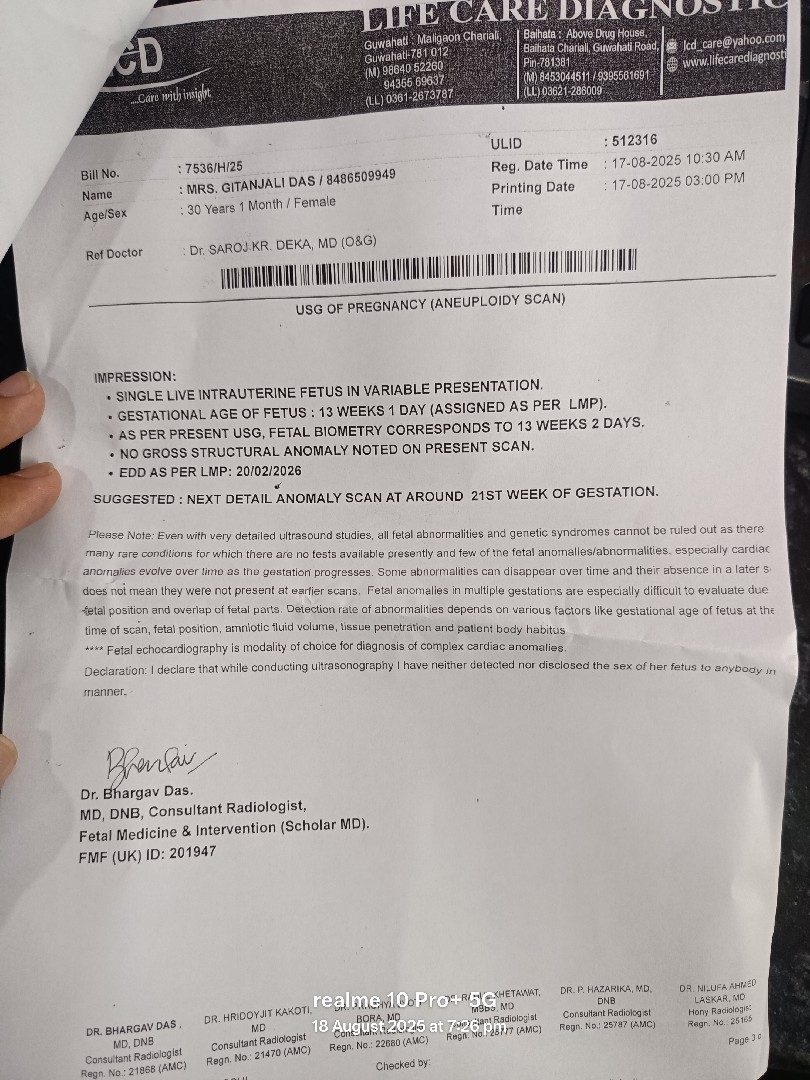 LIFE CARE DIAGNOSTIC
CD
...Care with insight
Guwahati : Maligaon Chariali,
Guwahati-781 012
(M) 98640 52260
94355 69637
(LL) 0361-2673787
Baihata : Above Drug House,
Baihata Chariali, Guwahati Road,
Pin-781381
(M) 8453044511 / 9395561691
(LL) 03621-286009
lcd_care@yahoo.com
www.lifecarediagnosti
Bill No. : 7536/H/25
Name : MRS. GITANJALI DAS / 8486509949
Age/Sex : 30 Years 1 Month / Female
Ref Doctor : Dr. SAROJ KR. DEKA, MD (O&G)
ULID : 512316
Reg. Date Time : 17-08-2025 10:30 AM
Printing Date : 17-08-2025 03:00 PM
Time
USG OF PREGNANCY (ANEUPLOIDY SCAN)
IMPRESSION:
• SINGLE LIVE INTRAUTERINE FETUS IN VARIABLE PRESENTATION.
• GESTATIONAL AGE OF FETUS : 13 WEEKS 1 DAY (ASSIGNED AS PER LMP).
• AS PER PRESENT USG, FETAL BIOMETRY CORRESPONDS TO 13 WEEKS 2 DAYS.
• NO GROSS STRUCTURAL ANOMALY NOTED ON PRESENT SCAN.
• EDD AS PER LMP: 20/02/2026
SUGGESTED : NEXT DETAIL ANOMALY SCAN AT AROUND 21ST WEEK OF GESTATION.
Please Note: Even with very detailed ultrasound studies, all fetal abnormalities and genetic syndromes cannot be ruled out as there
many rare conditions for which there are no tests available presently and few of the fetal anomalies/abnormalities, especially cardiac
anomalies evolve over time as the gestation progresses. Some abnormalities can disappear over time and their absence in a later s
does not mean they were not present at earlier scans. Fetal anomalies in multiple gestations are especially difficult to evaluate due
fetal position and overlap of fetal parts. Detection rate of abnormalities depends on various factors like gestational age of fetus at the
time of scan, fetal position, amniotic fluid volume, tissue penetration and patient body habitus
**** Fetal echocardiography is modality of choice for diagnosis of complex cardiac anomalies.
Declaration: I declare that while conducting ultrasonography I have neither detected nor disclosed the sex of her fetus to anybody in
manner.
Dr. Bhargav Das.
MD, DNB, Consultant Radiologist,
Fetal Medicine & Intervention (Scholar MD).
FMF (UK) ID: 201947
DR. BHARGAV DAS ,
MD, DNB
Consultant Radiologist
Regn. No.: 21868 (AMC)
DR. HRIDOYJIT KAKOTI,
MD
Consultant Radiologist
Regn. No.: 21470 (AMC)
BORA, MD
Consultant Radiologist
Regn. No.: 22680 (AMC)
KHETAWAT,
MBBS, MD
Consultant Radiologist
DR. P. HAZARIKA, MD,
DNB
Consultant Radiologist
Regn. No.: 25787 (AMC)
DR. NILUFA AHMED
LASKAR, MD
Hony Radiologist
Regn. No.: 25165
Checked by:
Page 3 o
realme 10 Pro+ 5G
18 August 2025 at 7:26 pm